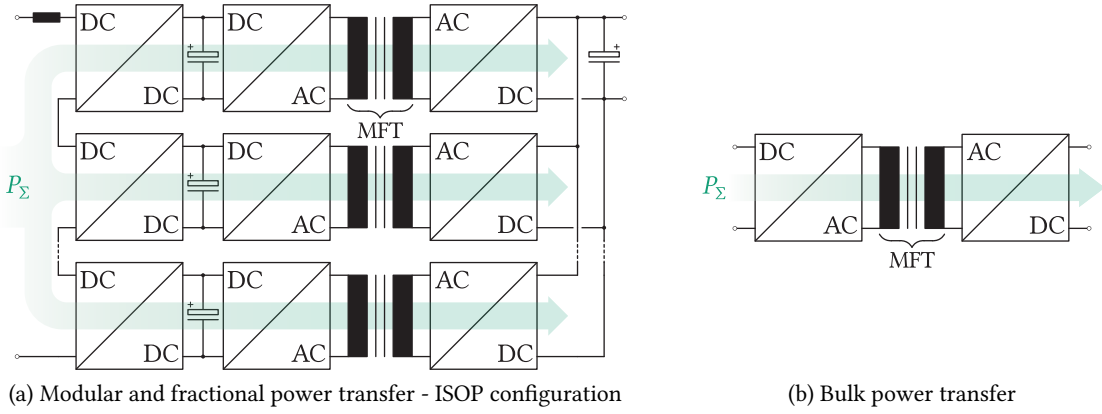 DC
DC
DC
AC
AC
DC
MFT
DC
DC
DC
AC
AC
DC
P_Σ
DC
DC
DC
AC
AC
DC
(a) Modular and fractional power transfer - ISOP configuration
P_Σ
DC
AC
AC
DC
MFT
(b) Bulk power transfer